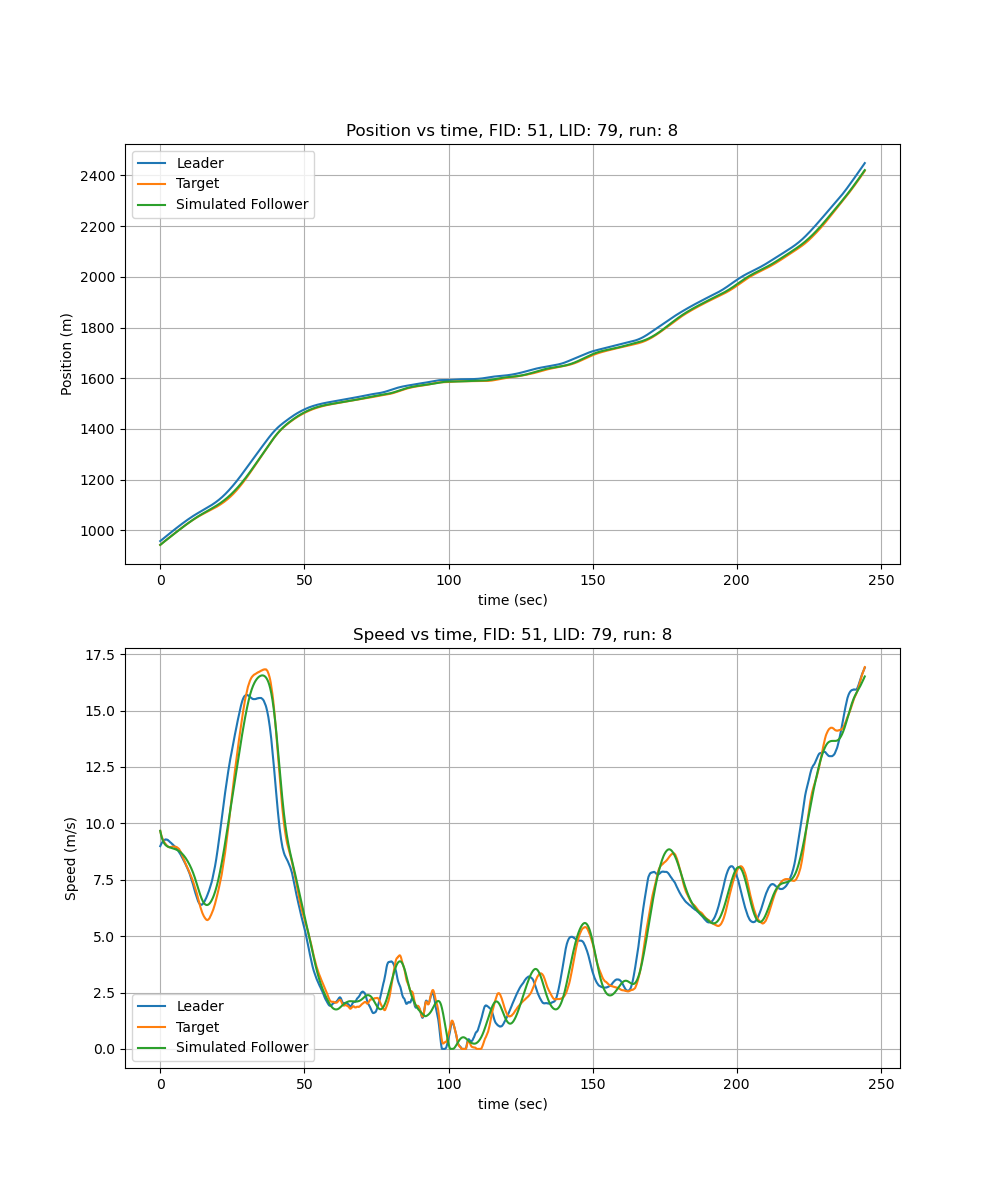 Position vs time, FID: 51, LID: 79, run: 8
Leader
Target
Simulated Follower
2400
2200
2000
1800
1600
1400
1200
1000
Position (m)
0 50 100 150 200 250
time (sec)
Speed vs time, FID: 51, LID: 79, run: 8
17.5
15.0
12.5
10.0
7.5
5.0
2.5
0.0
Speed (m/s)
Leader
Target
Simulated Follower
0 50 100 150 200 250
time (sec)